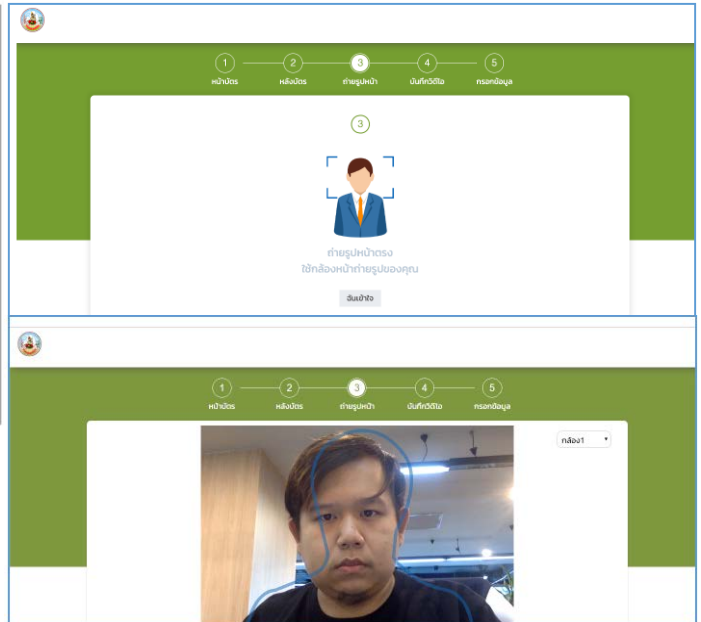 1 2 3 4 5
หน้าบัตร หลังบัตร ถ่ายรูปหน้า บันทึกวิดีโอ กรอกข้อมูล
3
ถ่ายรูปหน้าตรง
ใช้กล้องหน้าถ่ายรูปของคุณ
ฉันเข้าใจ
1 2 3 4 5
หน้าบัตร หลังบัตร ถ่ายรูปหน้า บันทึกวิดีโอ กรอกข้อมูล
กล้อง1